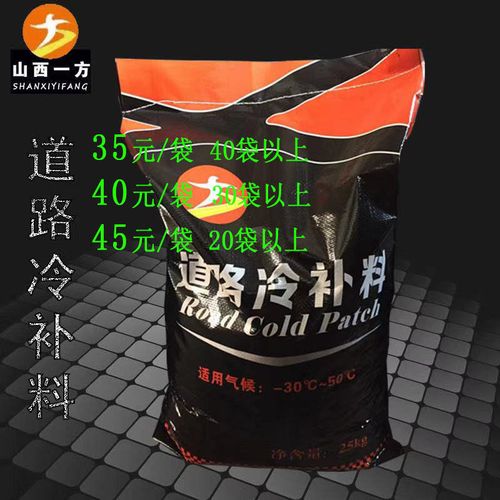 山西一方
SHANXIYIFANG
道路冷补料
35元/袋 40袋以上
40元/袋 30袋以上
45元/袋 20袋以上
道路冷补料
Road Cold Patch
适用气候：-30℃~50℃
净含量：25kg